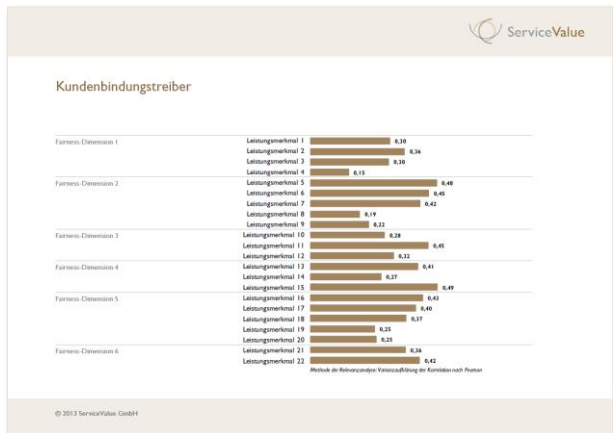 ServiceValue
Kundenbindungstreiber
Fairness-Dimension 1 Leistungsmerkmal 1 0,30
Leistungsmerkmal 2 0,36
Leistungsmerkmal 3 0,30
Leistungsmerkmal 4 0,15
Fairness-Dimension 2 Leistungsmerkmal 5 0,48
Leistungsmerkmal 6 0,45
Leistungsmerkmal 7 0,42
Leistungsmerkmal 8 0,19
Leistungsmerkmal 9 0,22
Fairness-Dimension 3 Leistungsmerkmal 10 0,28
Leistungsmerkmal 11 0,45
Leistungsmerkmal 12 0,32
Fairness-Dimension 4 Leistungsmerkmal 13 0,41
Leistungsmerkmal 14 0,27
Leistungsmerkmal 15 0,49
Fairness-Dimension 5 Leistungsmerkmal 16 0,43
Leistungsmerkmal 17 0,40
Leistungsmerkmal 18 0,37
Leistungsmerkmal 19 0,25
Leistungsmerkmal 20 0,25
Fairness-Dimension 6 Leistungsmerkmal 21 0,36
Leistungsmerkmal 22 0,42
Methode der Relevanzanalyse: Varianzaufklärung der Korrelation nach Pearson
© 2013 ServiceValue GmbH